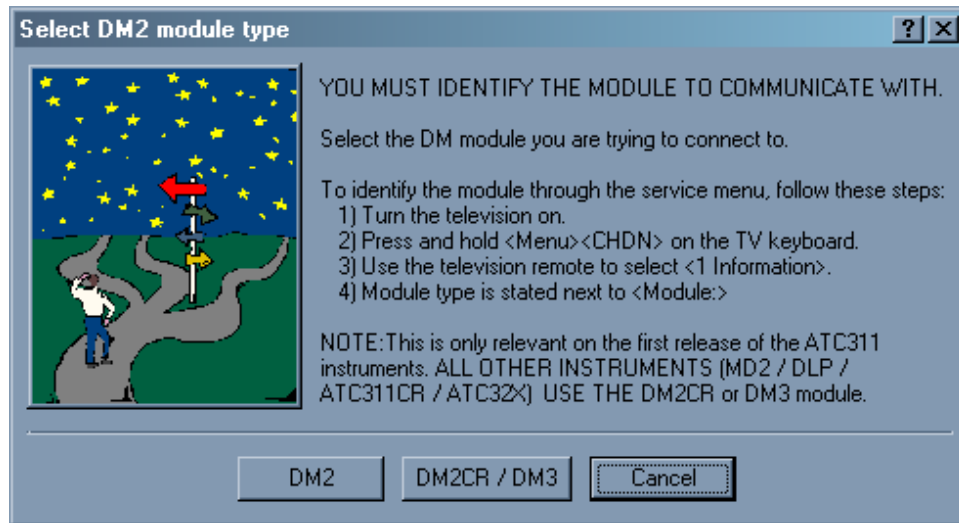 Select DM2 module type
YOU MUST IDENTIFY THE MODULE TO COMMUNICATE WITH.
Select the DM module you are trying to connect to.
To identify the module through the service menu, follow these steps:
1) Turn the television on.
2) Press and hold <Menu><CHDN> on the TV keyboard.
3) Use the television remote to select <1 Information>.
4) Module type is stated next to <Module:>
NOTE:This is only relevant on the first release of the ATC311
instruments. ALL OTHER INSTRUMENTS (MD2 / DLP /
ATC311CR / ATC32X) USE THE DM2CR or DM3 module.
DM2
DM2CR / DM3
Cancel